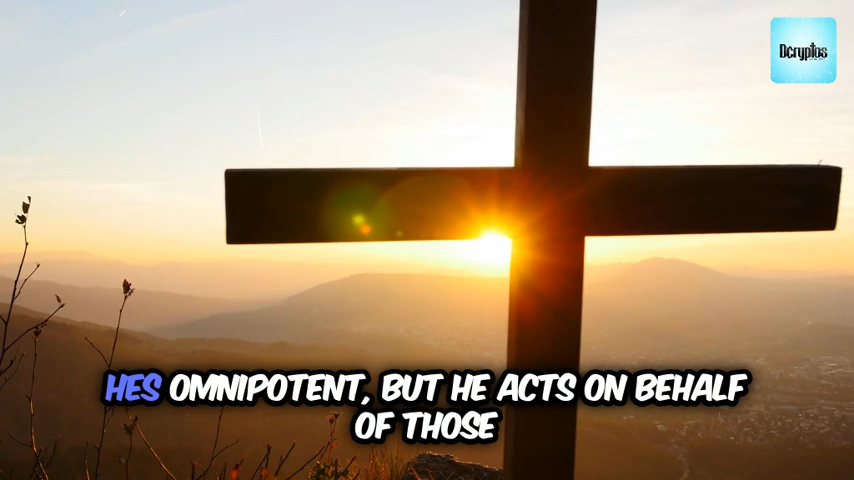 Dcryptos
HES OMNIPOTENT, BUT HE ACTS ON BEHALF
OF THOSE